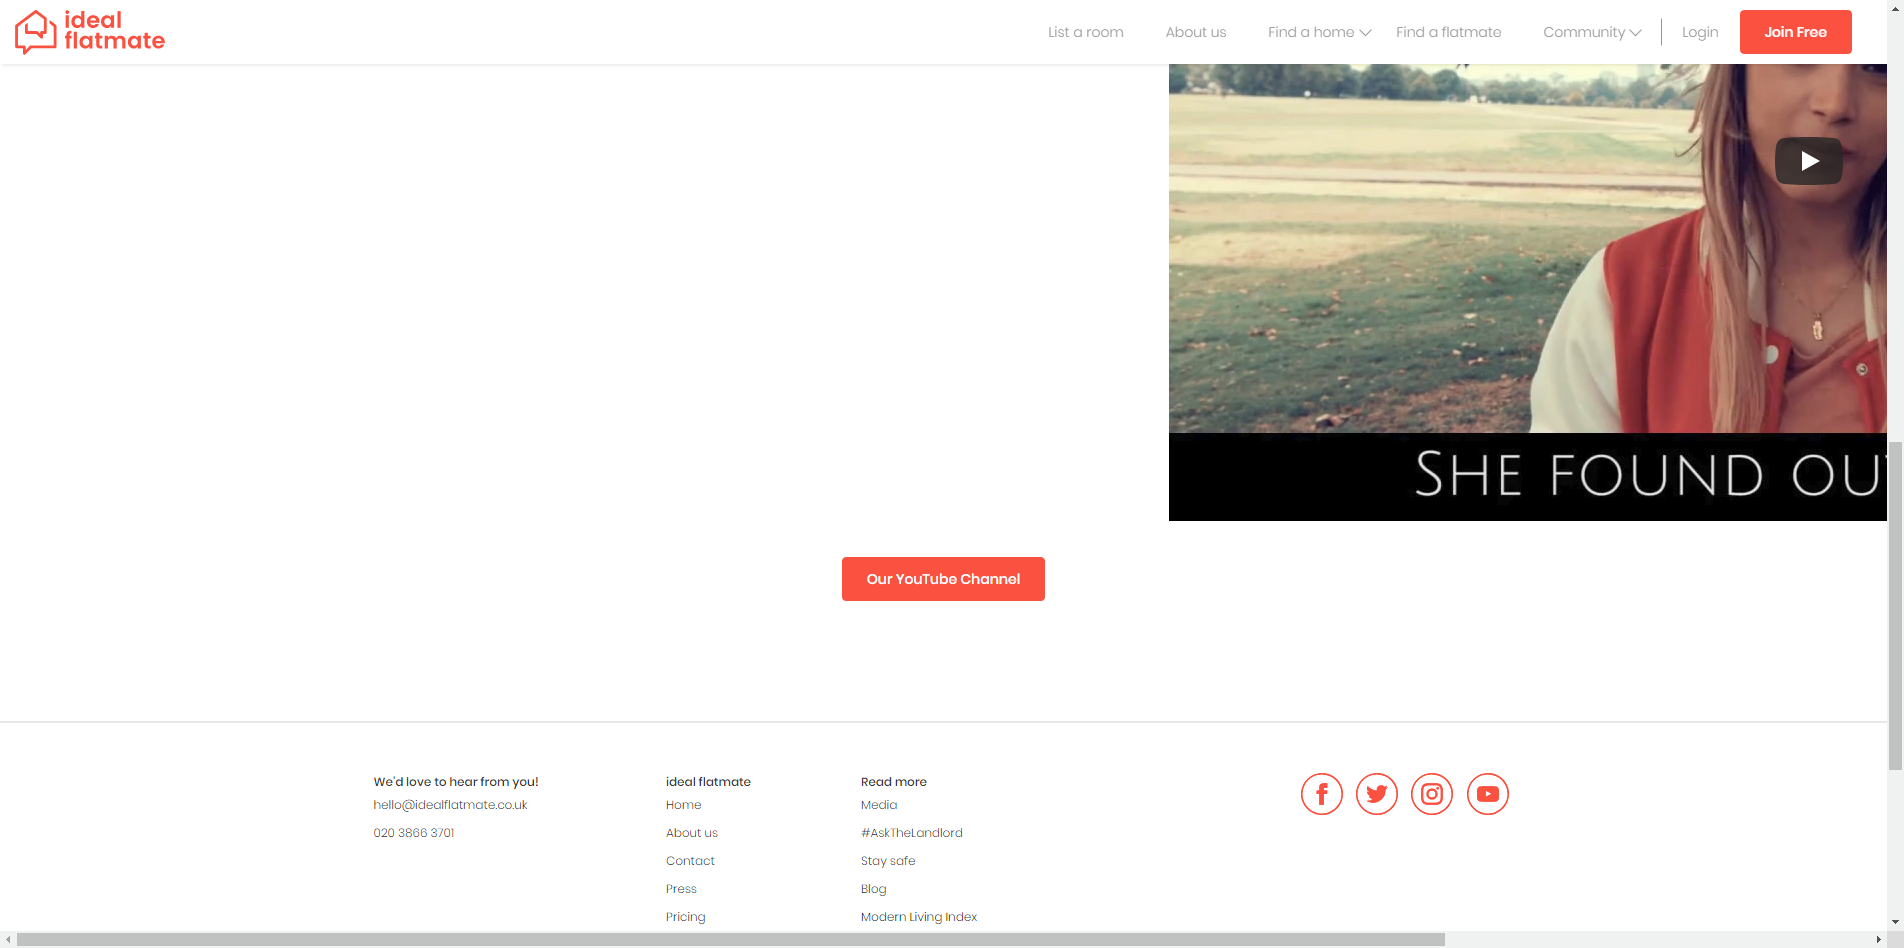 ideal
flatmate
List a room
About us
Find a home
Find a flatmate
Community
Login
Join Free
SHE FOUND OU
Our YouTube Channel
We'd love to hear from you!
hello@idealflatmate.co.uk
020 3866 3701
ideal flatmate
Home
About us
Contact
Press
Pricing
Read more
Media
#AskTheLandlord
Stay safe
Blog
Modern Living Index